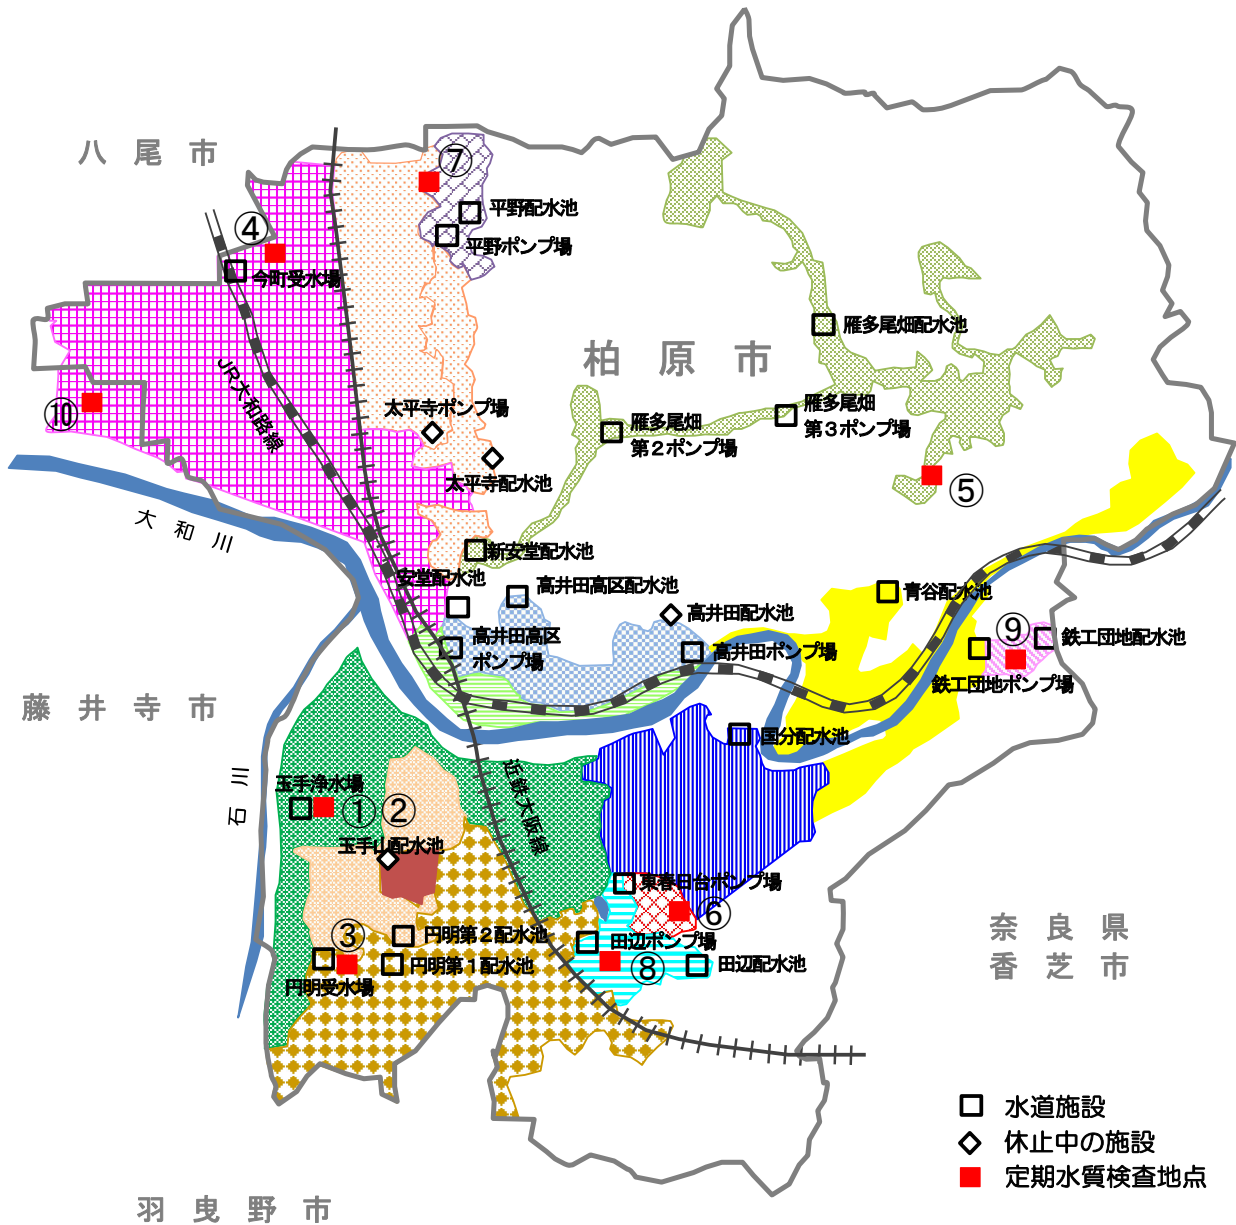 八尾市
⑦
平野配水池
④
平野ポンプ場
今町受水場
雁多尾畑配水池
柏原市
JR大和路線
⑩
太平寺ポンプ場
雁多尾畑
第３ポンプ場
雁多尾畑
第２ポンプ場
太平寺配水池
⑤
大和川
新安堂配水池
安堂配水池
高井田高区配水池
青谷配水池
高井田配水池
⑨
鉄工団地配水池
高井田高区
ポンプ場
高井田ポンプ場
鉄工団地ポンプ場
藤井寺市
国分配水池
石川
近鉄大阪線
玉手浄水場
①
②
玉手山配水池
東春日台ポンプ場
⑥
③
円明第２配水池
田辺ポンプ場
円明第１配水池
⑧
田辺配水池
円明受水場
奈良県
香芝市
水道施設
休止中の施設
定期水質検査地点
羽曳野市